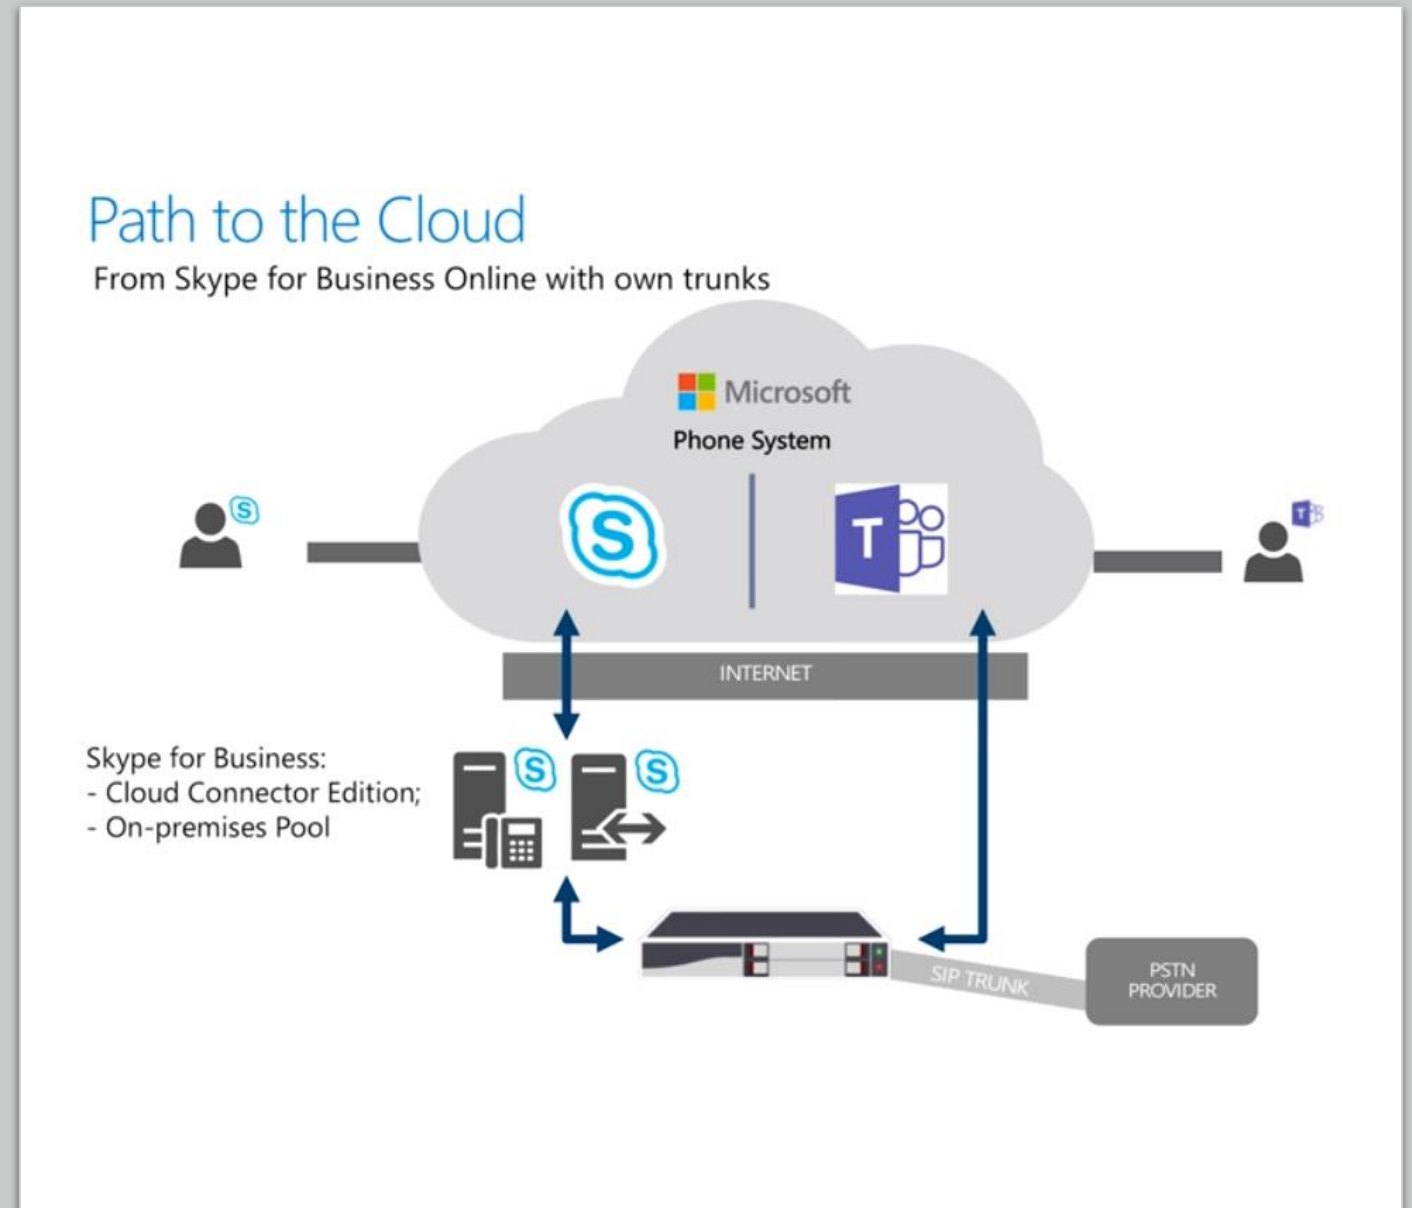 Path to the Cloud
From Skype for Business Online with own trunks
Microsoft
Phone System
S
S
T
T
INTERNET
Skype for Business:
- Cloud Connector Edition;
- On-premises Pool
S
S
SIP TRUNK
PSTN
PROVIDER